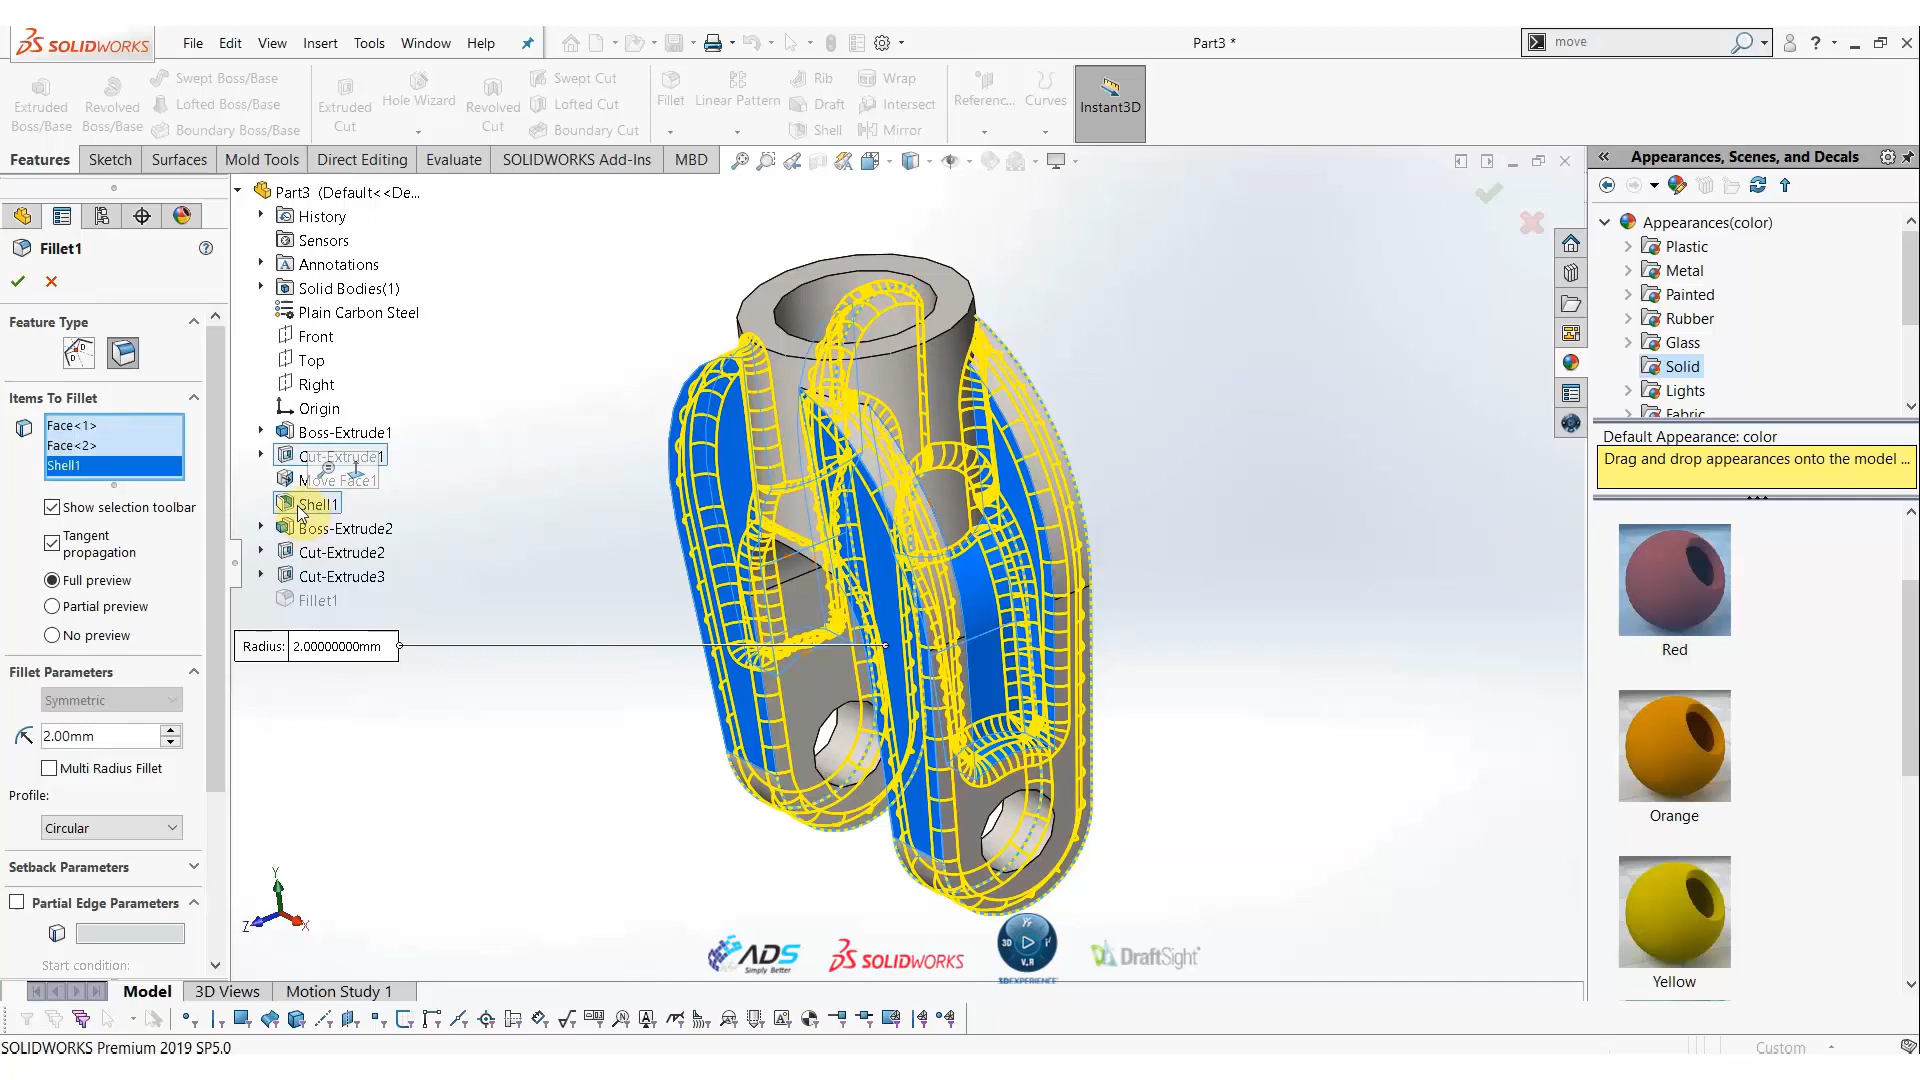 SOLIDWORKS
File Edit View Insert Tools Window Help
Part3 *
move
Extruded Boss/Base
Revolved Boss/Base
Swept Boss/Base
Lofted Boss/Base
Boundary Boss/Base
Extruded Cut
Hole Wizard
Revolved Cut
Swept Cut
Lofted Cut
Boundary Cut
Fillet
Linear Pattern
Rib
Draft
Shell
Wrap
Intersect
Mirror
Referenc...
Curves
Instant3D
Features Sketch Surfaces Mold Tools Direct Editing Evaluate SOLIDWORKS Add-Ins MBD
Fillet1
Feature Type
Items To Fillet
Face<1>
Face<2>
Shell1
Show selection toolbar
Tangent propagation
Full preview
Partial preview
No preview
Fillet Parameters
Symmetric
2.00mm
Multi Radius Fillet
Profile:
Circular
Setback Parameters
Partial Edge Parameters
Start condition:
Part3 (Default<<De...
History
Sensors
Annotations
Solid Bodies(1)
Plain Carbon Steel
Front
Top
Right
Origin
Boss-Extrude1
Cut-Extrude1
Move Face1
Shell1
Boss-Extrude2
Cut-Extrude2
Cut-Extrude3
Fillet1
Radius: 2.00000000mm
Y
Z
X
ADS
Simply Better
SOLIDWORKS
3D
V.R
3DEXPERIENCE
DraftSight
Appearances, Scenes, and Decals
Appearances(color)
Plastic
Metal
Painted
Rubber
Glass
Solid
Lights
Fabric
Default Appearance: color
Drag and drop appearances onto the model ...
Red
Orange
Yellow
Model 3D Views Motion Study 1
SOLIDWORKS Premium 2019 SP5.0
Custom